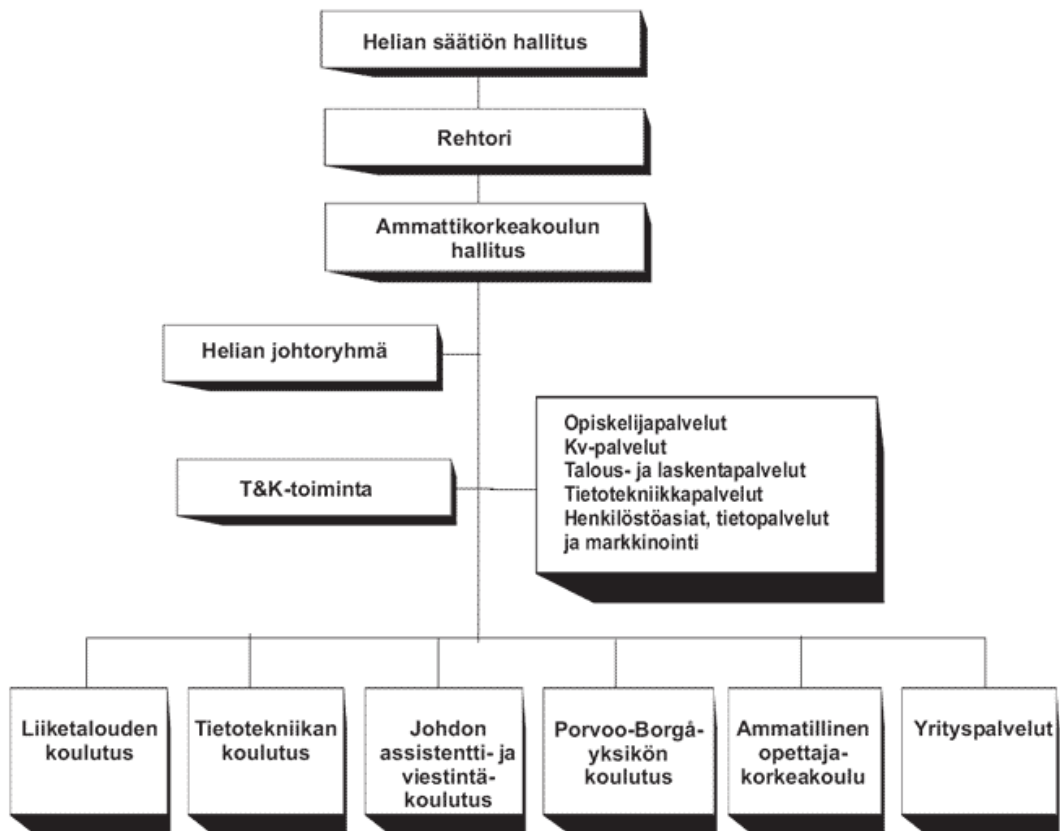 Helian säätiön hallitus
Rehtori
Ammattikorkeakoulun
hallitus
Helian johtoryhmä
T&K-toiminta
Opiskelijapalvelut
Kv-palvelut
Talous- ja laskentapalvelut
Tietotekniikkapalvelut
Henkilöstöasiat, tietopalvelut
ja markkinointi
Liiketalouden
koulutus
Tietotekniikan
koulutus
Johdon
assistentti- ja
viestintä-
koulutus
Porvoo-Borgå-
yksikön
koulutus
Ammatillinen
opettaja-
korkeakoulu
Yrityspalvelut